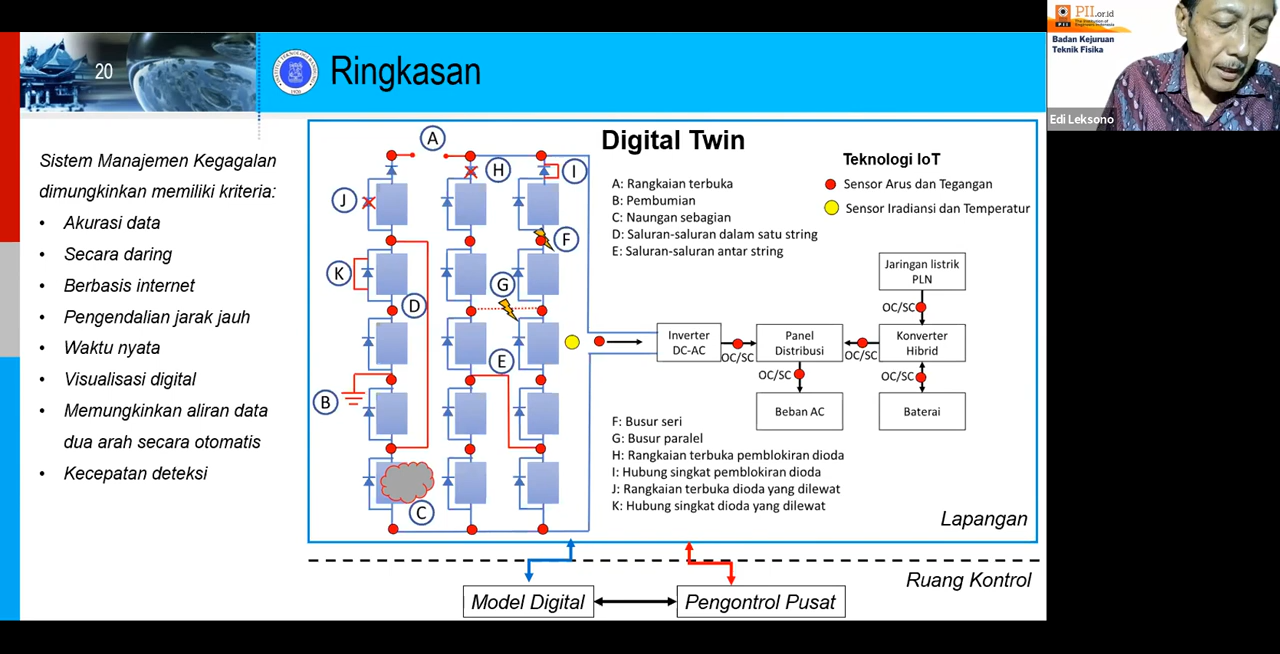 20
Ringkasan
Sistem Manajemen Kegagalan
dimungkinkan memiliki kriteria:
• Akurasi data
• Secara daring
• Berbasis internet
• Pengendalian jarak jauh
• Waktu nyata
• Visualisasi digital
• Memungkinkan aliran data
dua arah secara otomatis
• Kecepatan deteksi
Digital Twin
A
H
I
J
F
K
G
D
E
B
C
A: Rangkaian terbuka
B: Pembumian
C: Naungan sebagian
D: Saluran-saluran dalam satu string
E: Saluran-saluran antar string
Teknologi IoT
Sensor Arus dan Tegangan
Sensor Iradiansi dan Temperatur
Jaringan listrik
PLN
OC/SC
Inverter
DC-AC
OC/SC
Panel
Distribusi
OC/SC
Konverter
Hibrid
OC/SC
OC/SC
Beban AC
Baterai
F: Busur seri
G: Busur paralel
H: Rangkaian terbuka pemblokiran dioda
I: Hubung singkat pemblokiran dioda
J: Rangkaian terbuka dioda yang dilewat
K: Hubung singkat dioda yang dilewat
Lapangan
Ruang Kontrol
Model Digital
Pengontrol Pusat
PII.or.id
Badan Kejuruan
Teknik Fisika
Edi Leksono